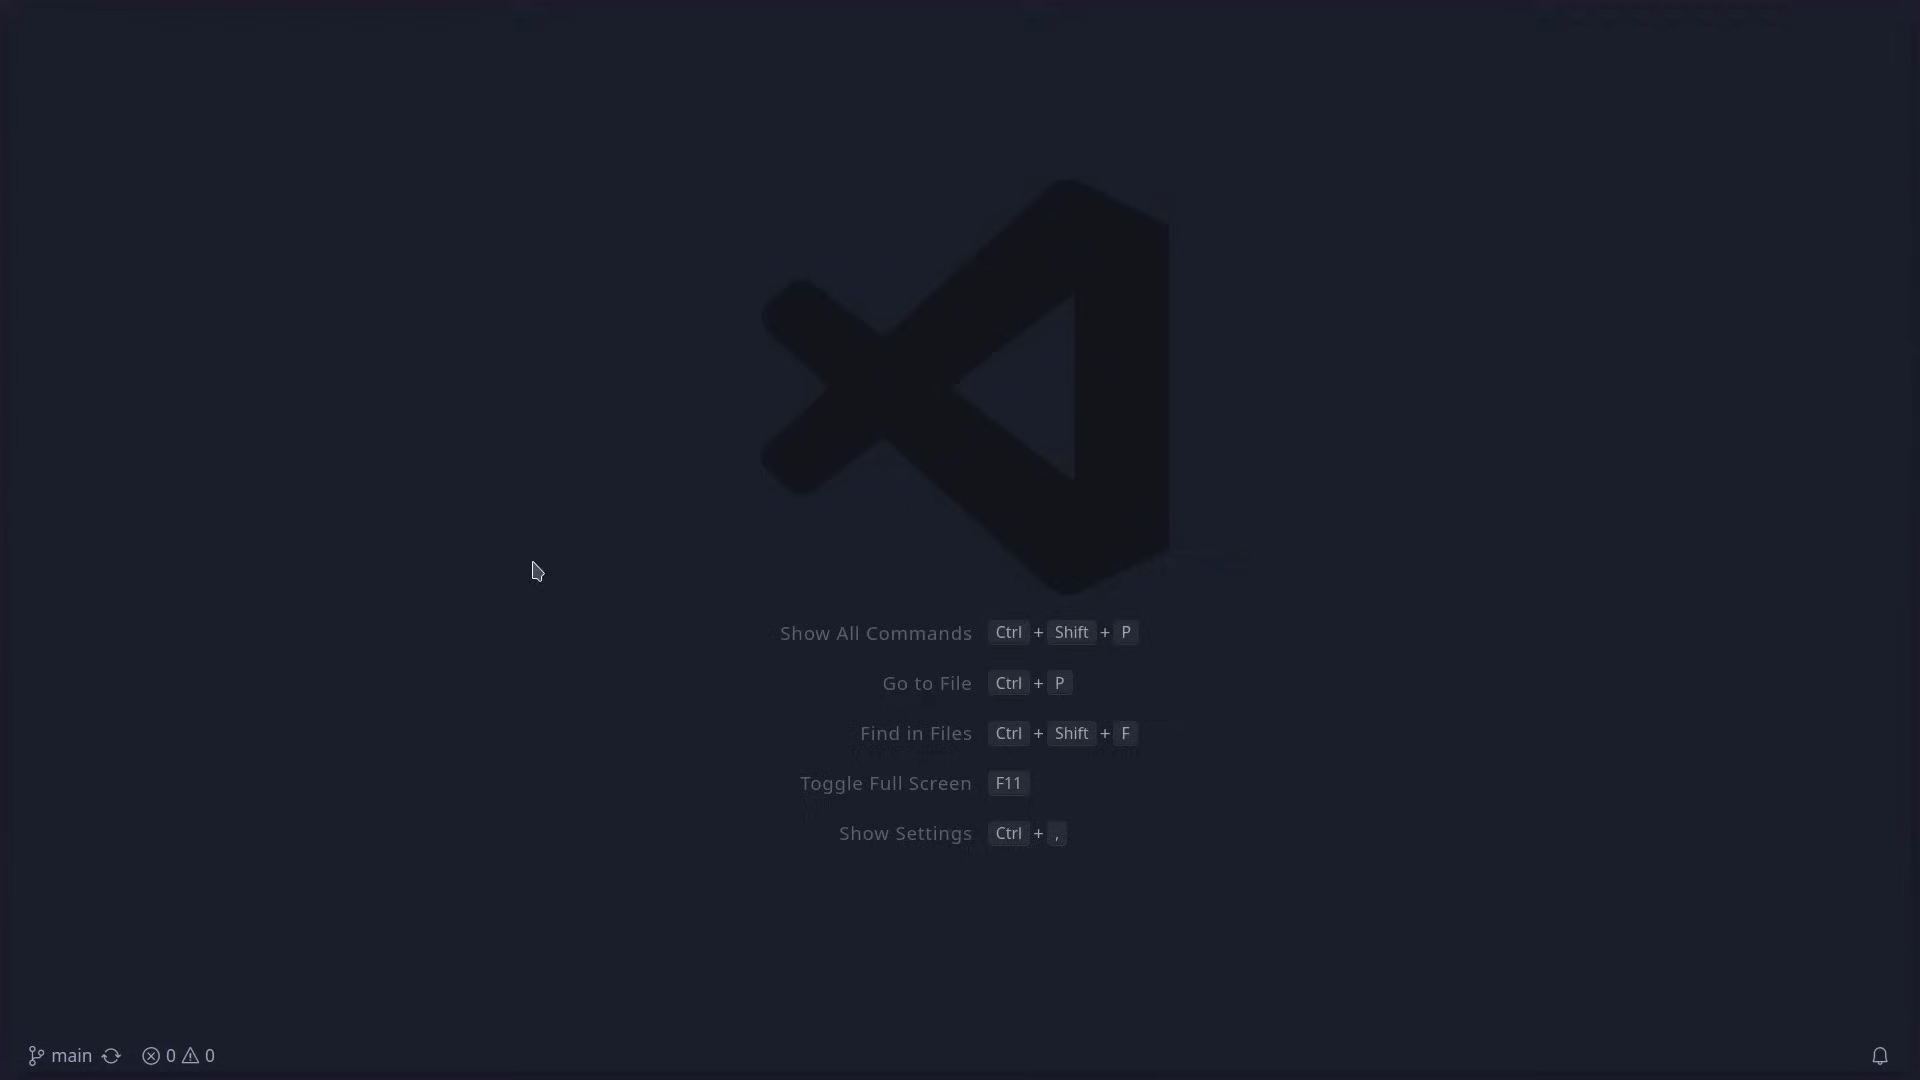 Show All Commands Ctrl + Shift + P
Go to File Ctrl + P
Find in Files Ctrl + Shift + F
Toggle Full Screen F11
Show Settings Ctrl + ,
main 0 0